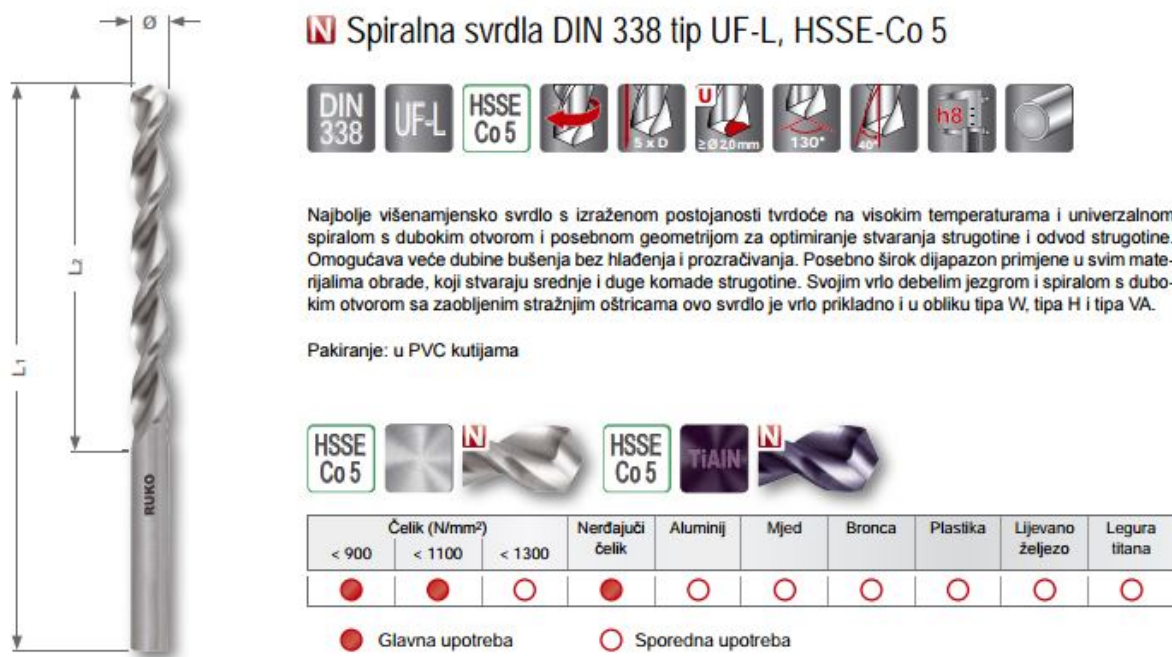 Ø
L1
L2
RUKO
N Spiralna svrdla DIN 338 tip UF-L, HSSE-Co 5
DIN 338
UF-L
HSSE Co 5
5 x D
U
≥ Ø 2,0 mm
130°
40°
h8
Najbolje višenamjensko svrdlo s izraženom postojanosti tvrdoće na visokim temperaturama i univerzalnom
spiralom s dubokim otvorom i posebnom geometrijom za optimiranje stvaranja strugotine i odvod strugotine.
Omogućava veće dubine bušenja bez hlađenja i prozračivanja. Posebno širok dijapazon primjene u svim mate-
rijalima obrade, koji stvaraju srednje i duge komade strugotine. Svojim vrlo debelim jezgrom i spiralom s dubo-
kim otvorom sa zaobljenim stražnjim oštricama ovo svrdlo je vrlo prikladno i u obliku tipa W, tipa H i tipa VA.
Pakiranje: u PVC kutijama
HSSE Co 5
N
HSSE Co 5
TiAlN
N
Čelik (N/mm²) Nerđajući čelik Aluminij Mjed Bronca Plastika Lijevano željezo Legura titana
< 900 < 1100 < 1300
Glavna upotreba Sporedna upotreba